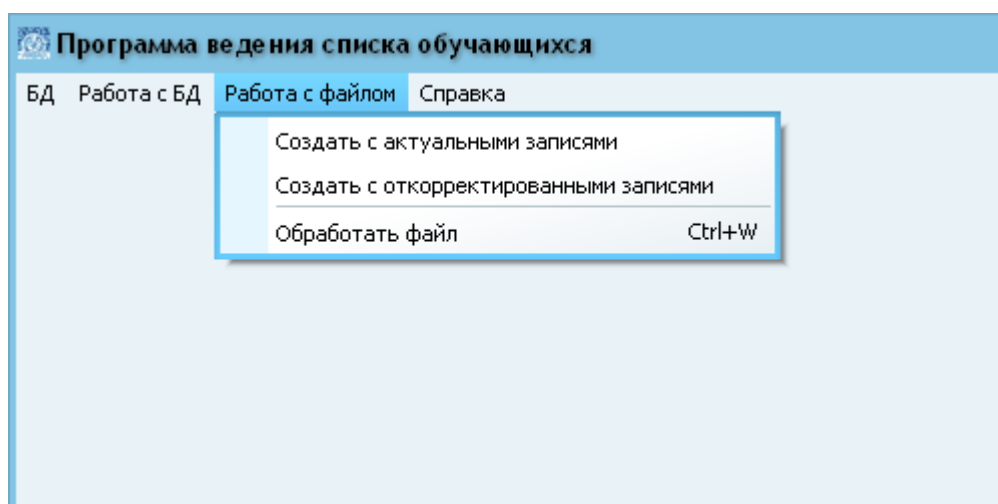 Программа ведения списка обучающихся
БД Работа с БД Работа с файлом Справка
Создать с актуальными записями
Создать с откорректированными записями
Обработать файл Ctrl+W